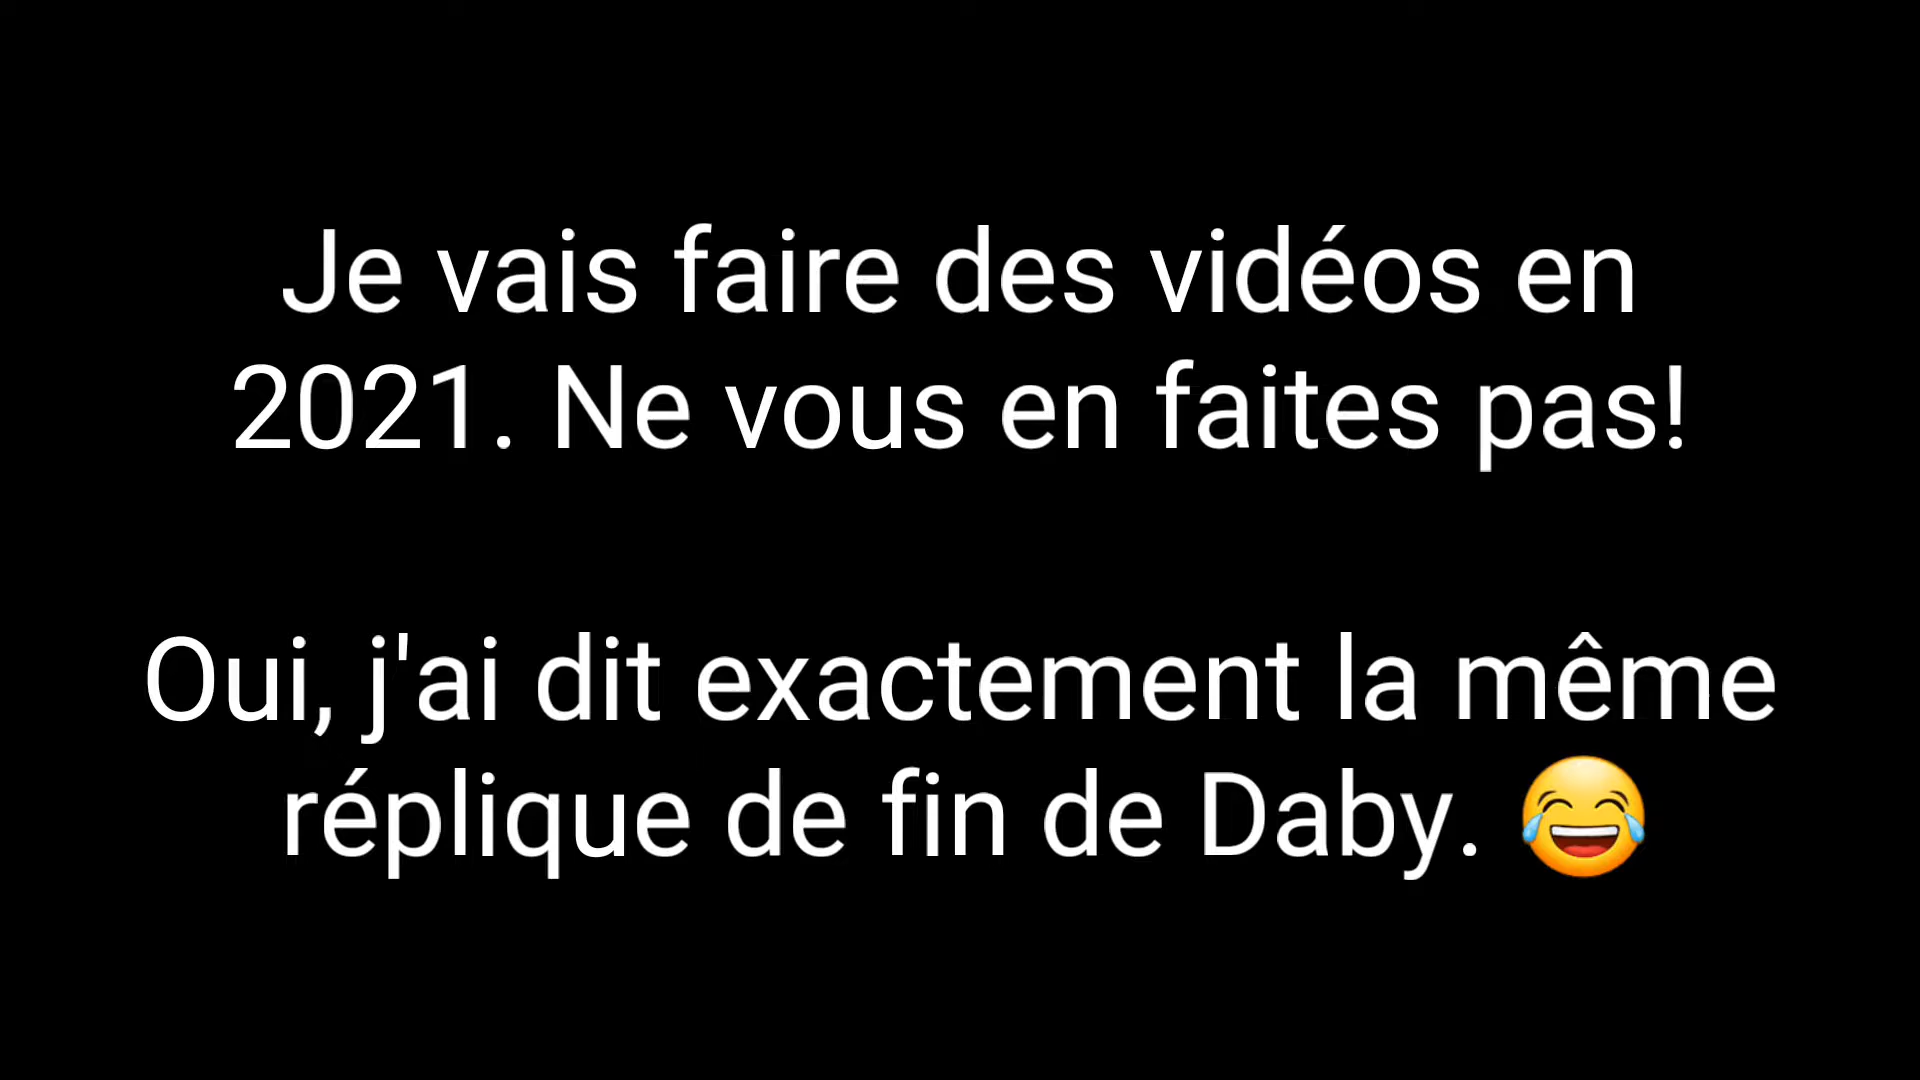 Je vais faire des vidéos en
2021. Ne vous en faites pas!
Oui, j'ai dit exactement la même
réplique de fin de Daby. 😂